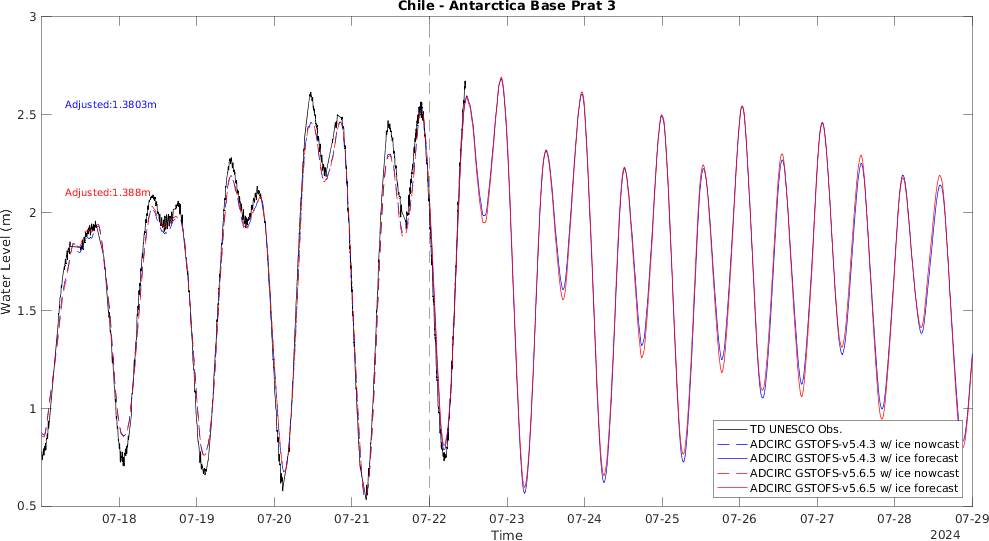 Chile - Antarctica Base Prat 3
3
2.5
2
1.5
1
0.5
Water Level (m)
Adjusted:1.3803m
Adjusted:1.388m
TD UNESCO Obs.
ADCIRC GSTOFS-v5.4.3 w/ ice nowcast
ADCIRC GSTOFS-v5.4.3 w/ ice forecast
ADCIRC GSTOFS-v5.6.5 w/ ice nowcast
ADCIRC GSTOFS-v5.6.5 w/ ice forecast
07-18 07-19 07-20 07-21 07-22 07-23 07-24 07-25 07-26 07-27 07-28 07-29
Time
2024